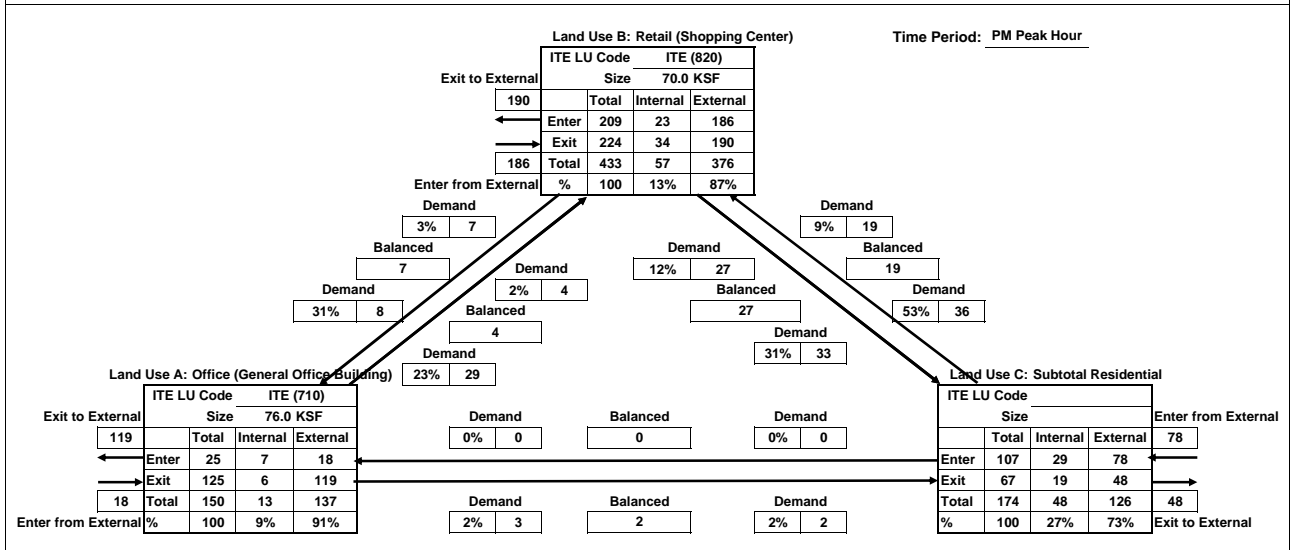 Land Use B: Retail (Shopping Center)
Time Period: PM Peak Hour
ITE LU Code ITE (820)
Exit to External Size 70.0 KSF
190 Total Internal External
Enter 209 23 186
Exit 224 34 190
186 Total 433 57 376
Enter from External % 100 13% 87%
Demand Demand
3% 7 9% 19
Balanced Demand Balanced
7 Demand 12% 27 19
Demand 2% 4 Balanced Demand
31% 8 Balanced 27 53% 36
4 Demand
Demand 31% 33
Land Use A: Office (General Office Building) 23% 29 Land Use C: Subtotal Residential
ITE LU Code ITE (710) ITE LU Code
Exit to External Size 76.0 KSF Demand Balanced Demand Size Enter from External
119 Total Internal External 0% 0 0 0% 0 Total Internal External 78
Enter 25 7 18 Enter 107 29 78
Exit 125 6 119 Exit 67 19 48
18 Total 150 13 137 Demand Balanced Demand Total 174 48 126 48
Enter from External % 100 9% 91% 2% 3 2 2% 2 % 100 27% 73% Exit to External